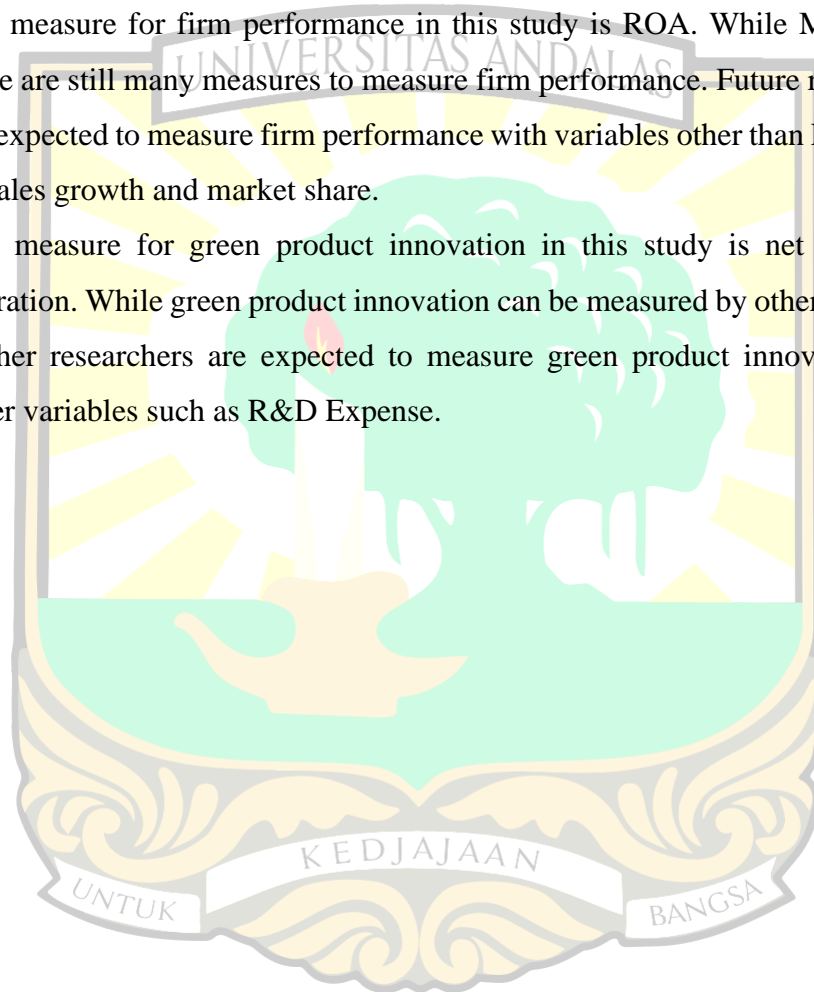 measure for firm performance in this study is ROA. While M
e are still many measures to measure firm performance. Future r
expected to measure firm performance with variables other than
ales growth and market share.
measure for green product innovation in this study is net
ration. While green product innovation can be measured by other
her researchers are expected to measure green product innov
er variables such as R&D Expense.
UNIVERSITAS ANDALAS
KEDJAJAAN
UNTUK
BANGSA